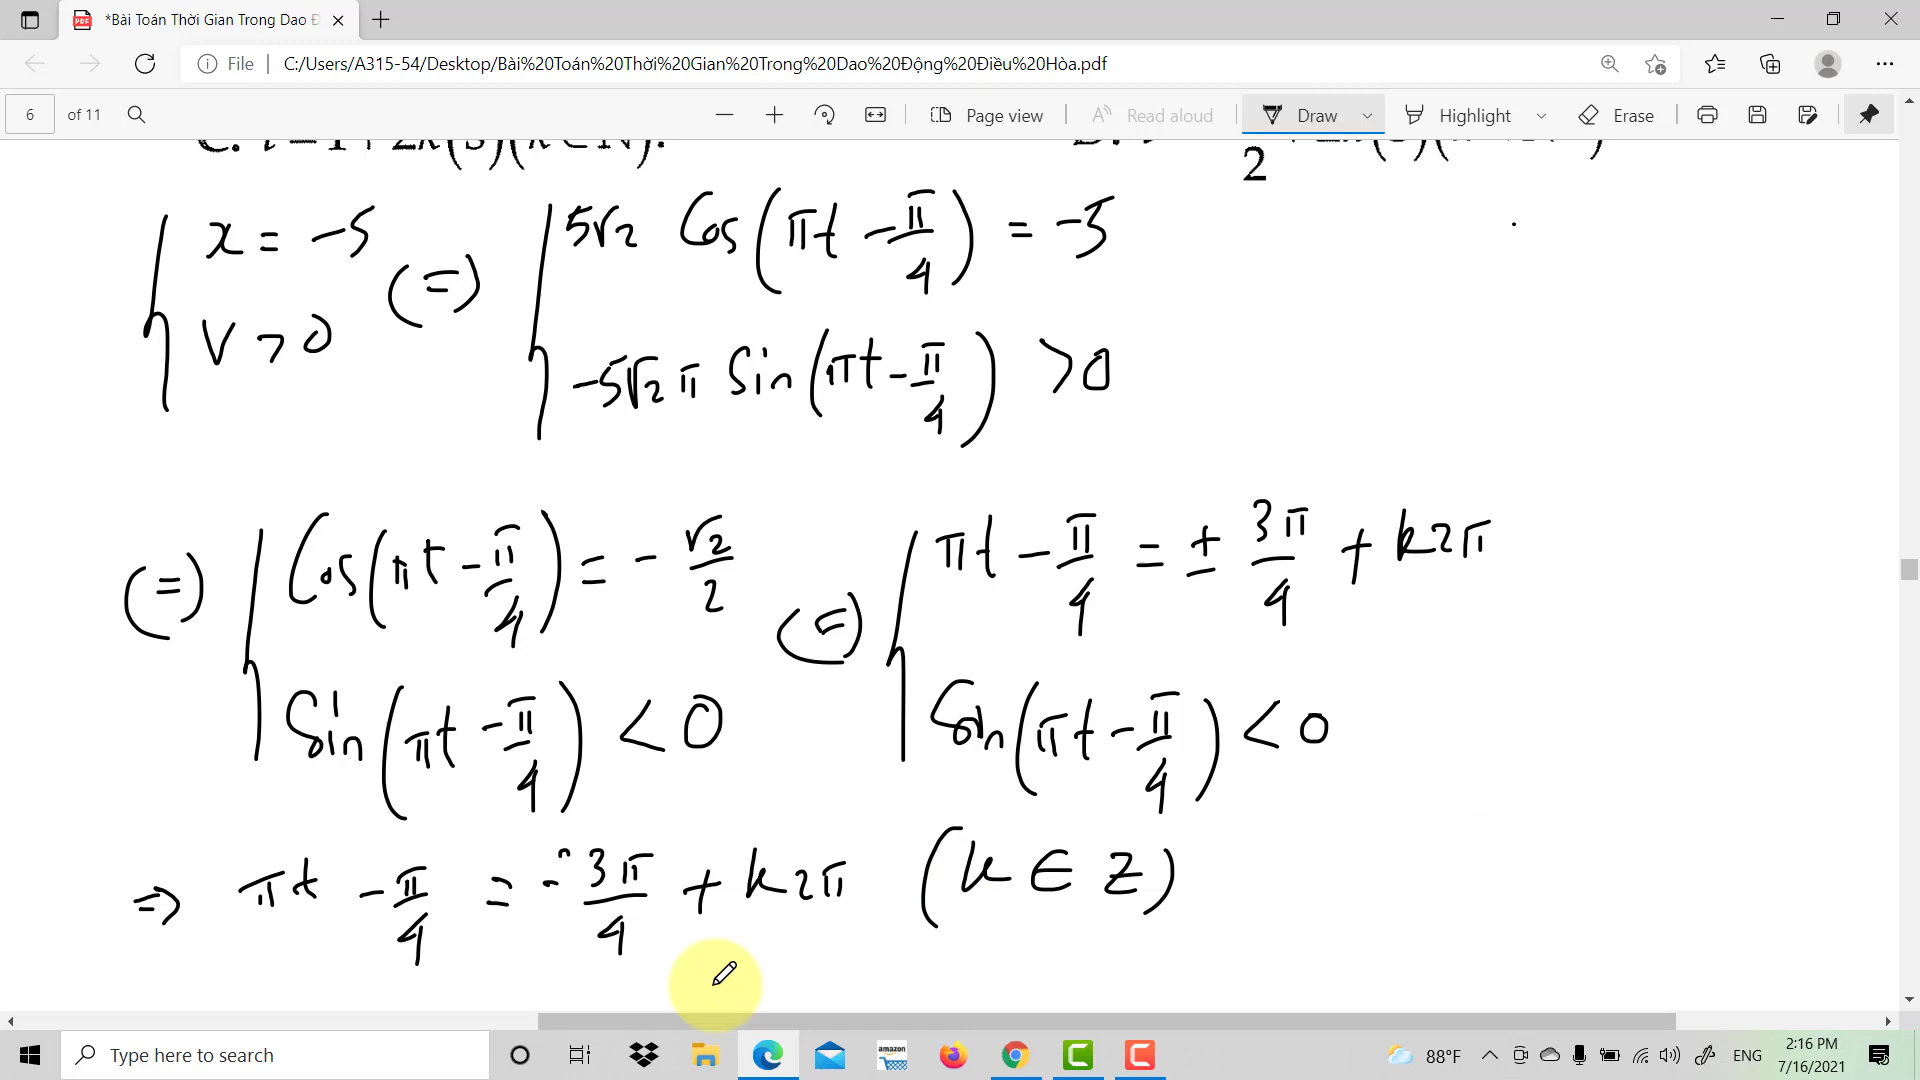 *Bài Toán Thời Gian Trong Dao Đ
File
C:/Users/A315-54/Desktop/Bài%20Toán%20Thời%20Gian%20Trong%20Dao%20Động%20Điều%20Hòa.pdf
6 of 11
Page view
Read aloud
Draw
Highlight
Erase
2
x = -5
V > 0
(=)
5√2 Cos(πt - π/4) = -5
-5√2 π Sin(πt - π/4) > 0
(=)
Cos(πt - π/4) = - √2/2
Sin(πt - π/4) < 0
(=)
πt - π/4 = ± 3π/4 + k2π
Sin(πt - π/4) < 0
=> πt - π/4 = - 3π/4 + k2π (k ∈ Z)
Type here to search
amazon
88°F
ENG
2:16 PM
7/16/2021